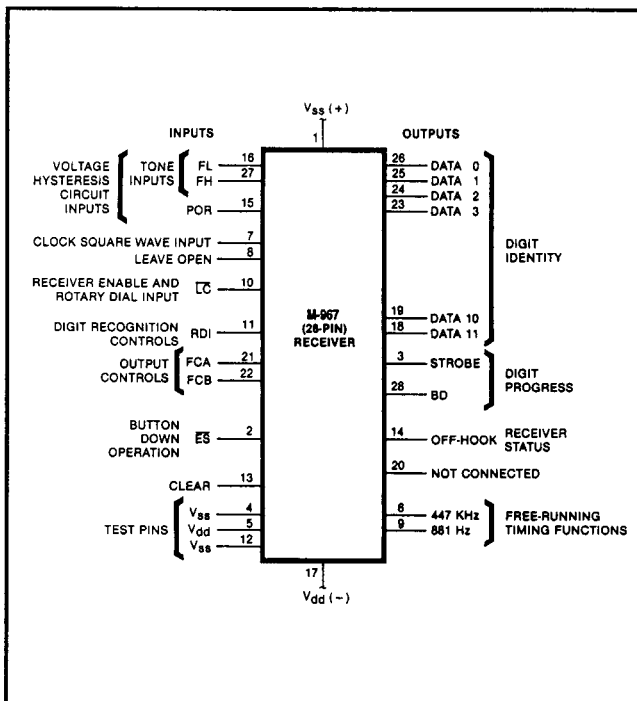 Vss (+)
1
INPUTS
OUTPUTS
VOLTAGE HYSTERESIS CIRCUIT INPUTS
TONE INPUTS
16 FL
27 FH
15 POR
CLOCK SQUARE WAVE INPUT 7
LEAVE OPEN 8
RECEIVER ENABLE AND ROTARY DIAL INPUT
10 L̅C̅
DIGIT RECOGNITION CONTROLS
RDI 11
OUTPUT CONTROLS
FCA 21
FCB 22
BUTTON DOWN OPERATION
E̅S̅ 2
CLEAR 13
TEST PINS
Vss 4
Vdd 5
Vss 12
M-967
(28-PIN)
RECEIVER
26 DATA 0
25 DATA 1
24 DATA 2
23 DATA 3
19 DATA 10
18 DATA 11
DIGIT IDENTITY
3 STROBE
28 BD
DIGIT PROGRESS
14 OFF-HOOK
RECEIVER STATUS
20 NOT CONNECTED
6 447 KHz
9 881 Hz
FREE-RUNNING TIMING FUNCTIONS
17
Vdd (−)